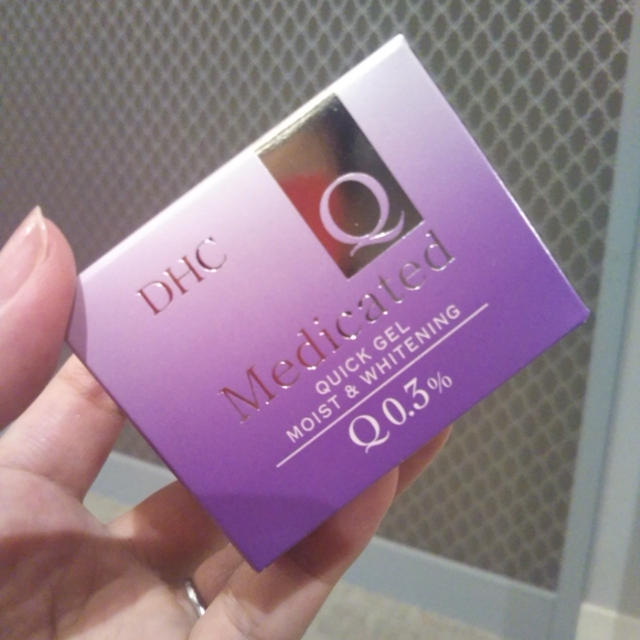 Q
DHC
Medicated
QUICK GEL
MOIST & WHITENING
Q0.3%